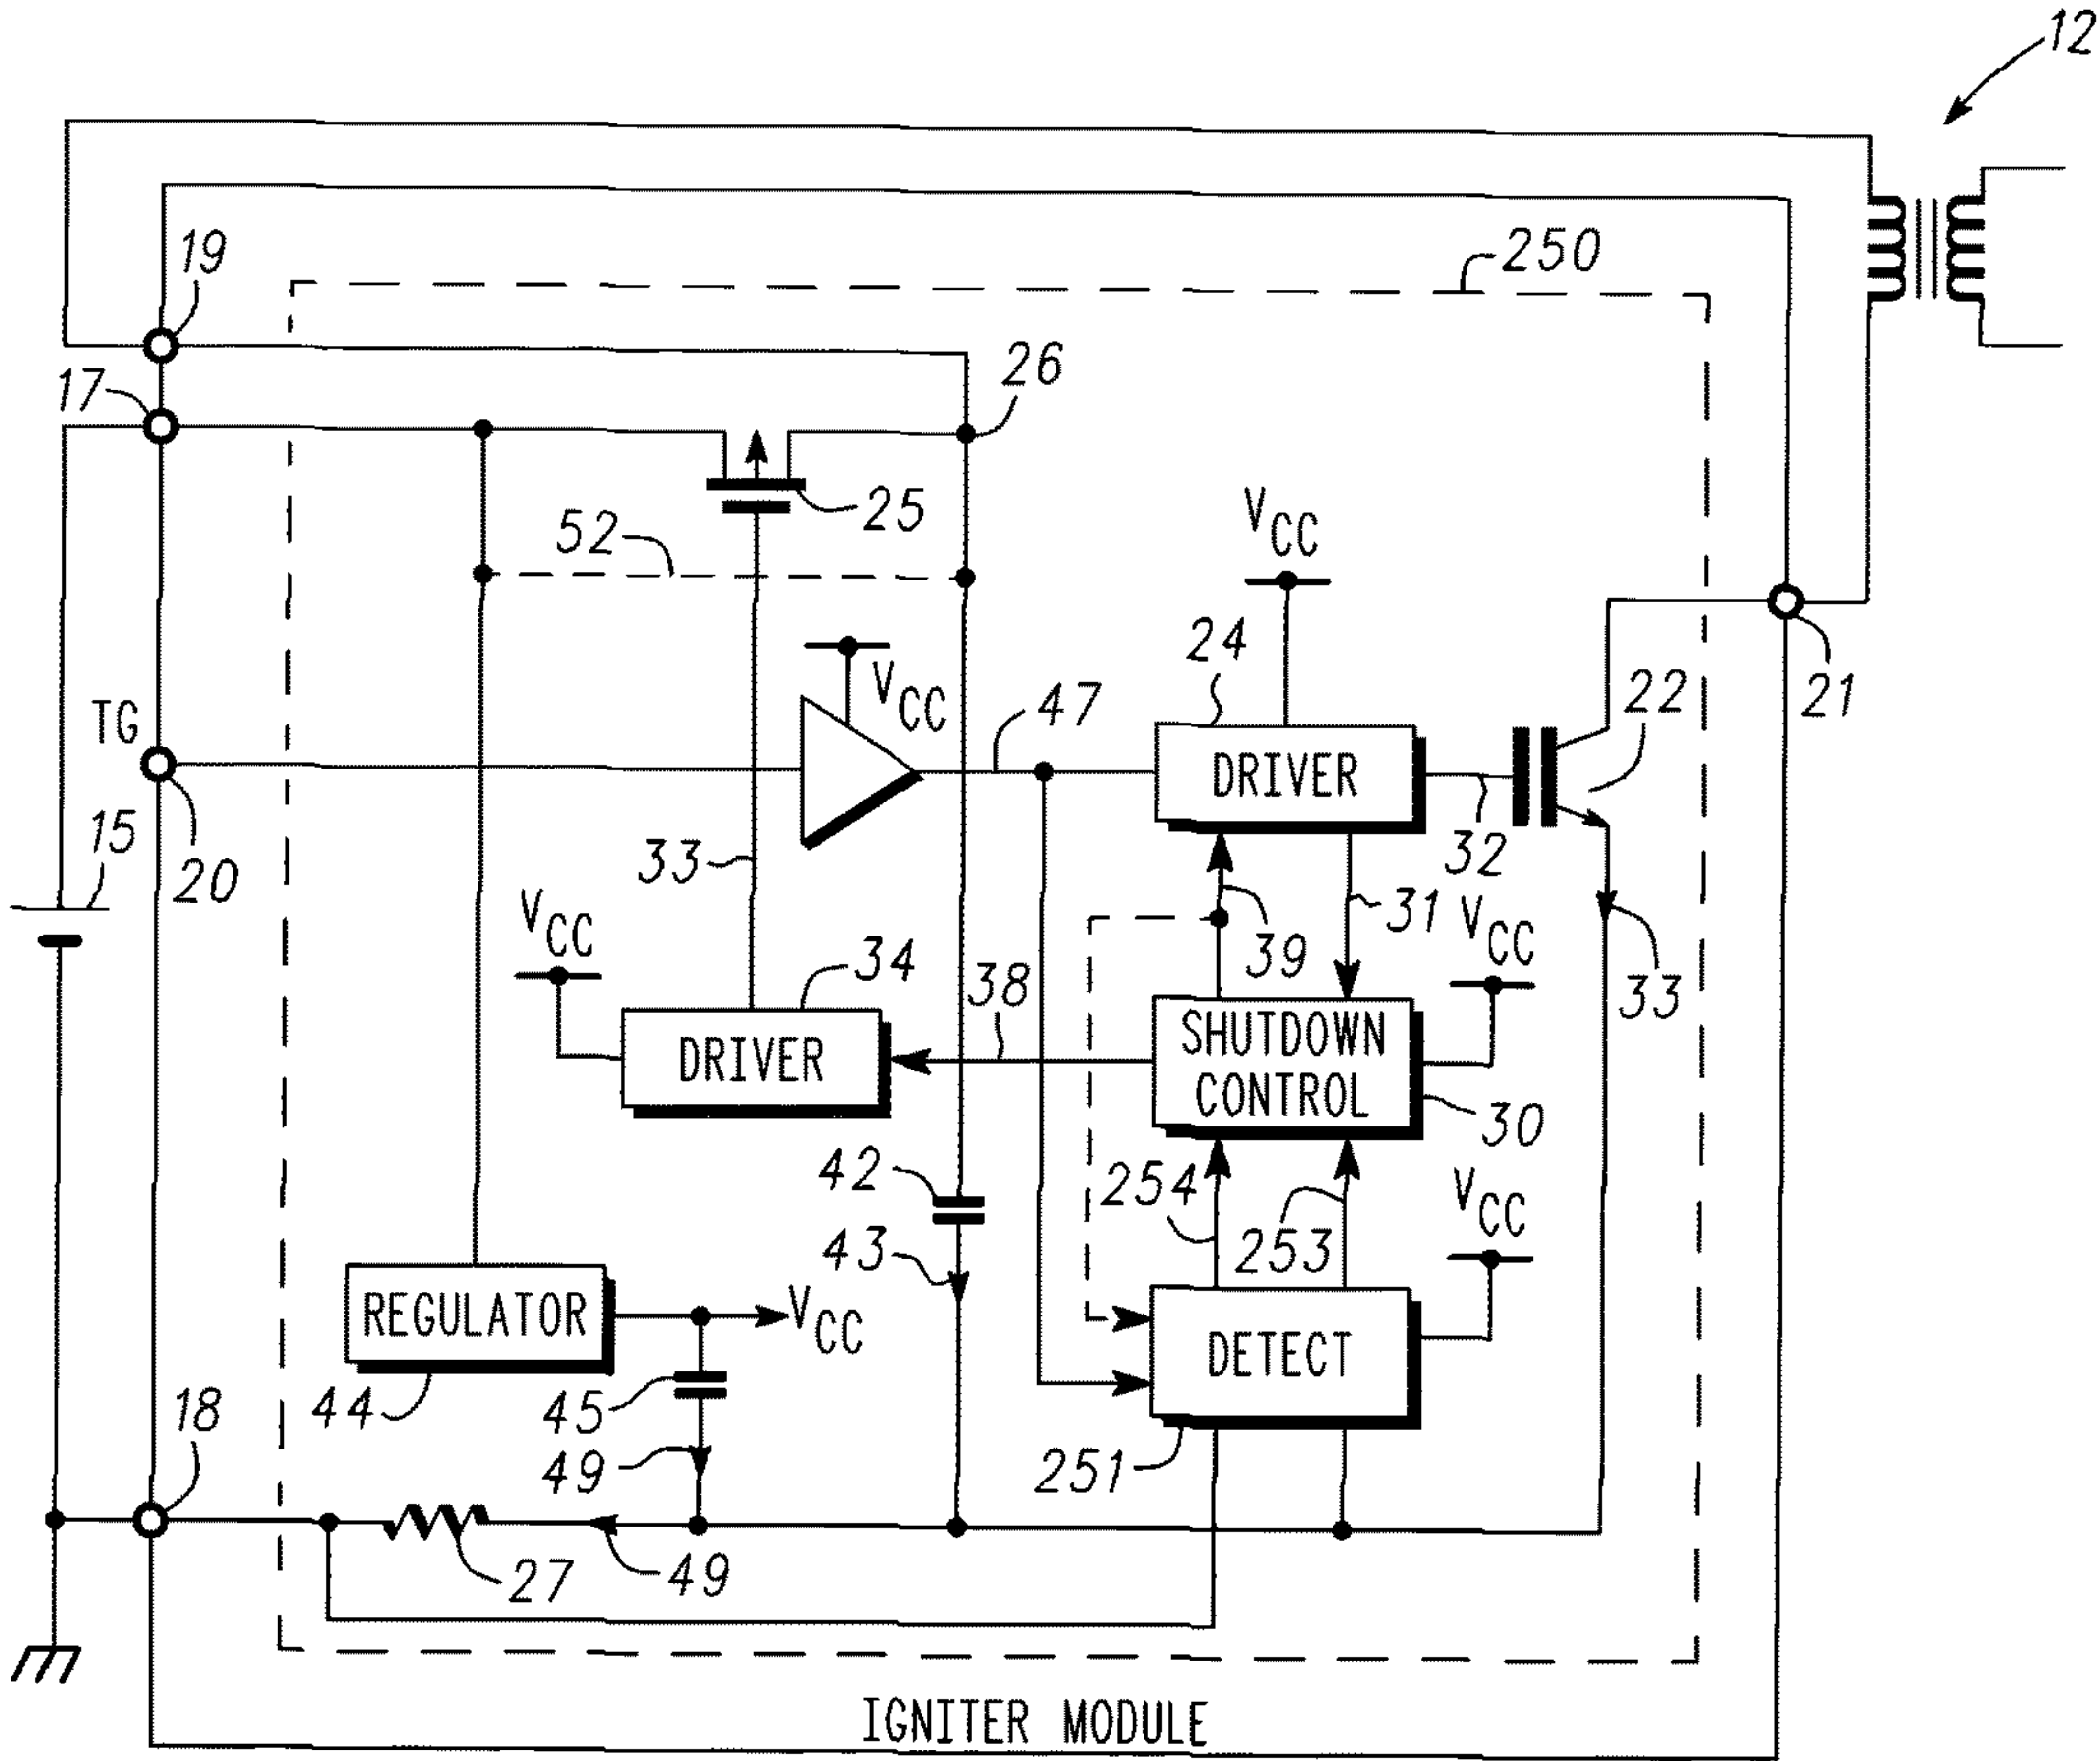 12
19
250
17
26
25
52
VCC
24
VCC
47
22
21
TG
DRIVER
15
20
33
32
VCC
34
39
31
VCC
33
38
DRIVER
SHUTDOWN
CONTROL
30
42
254
253
VCC
43
REGULATOR
VCC
DETECT
44
45
18
49
251
27
49
IGNITER MODULE